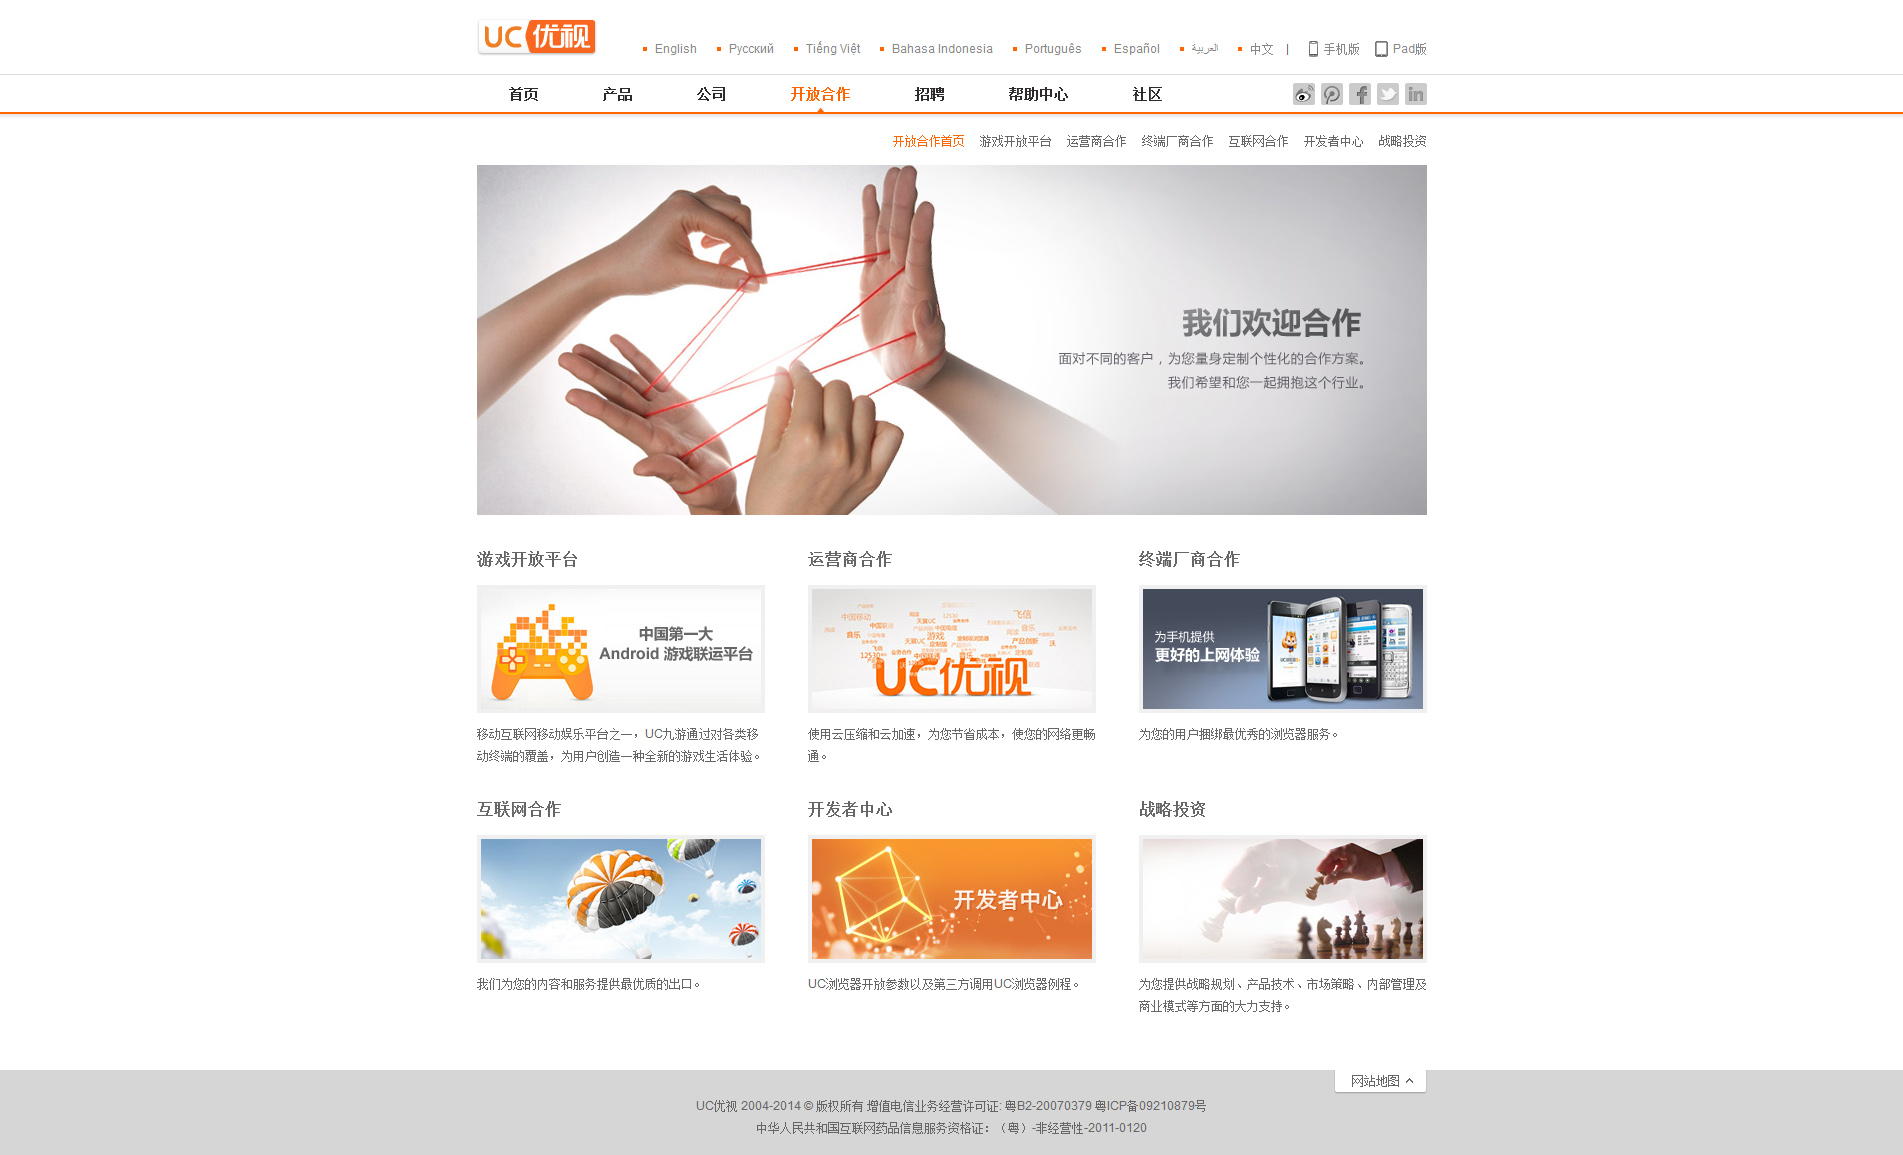 UC优视
English
Русский
Tiếng Việt
Bahasa Indonesia
Português
Español
العربية
中文
手机版
Pad版
首页
产品
公司
开放合作
招聘
帮助中心
社区
开放合作首页
游戏开放平台
运营商合作
终端厂商合作
互联网合作
开发者中心
战略投资
我们欢迎合作
面对不同的客户，为您量身定制个性化的合作方案。
我们希望和您一起拥抱这个行业。
游戏开放平台
运营商合作
终端厂商合作
中国第一大
Android 游戏联运平台
飞信
中国移动
音乐
游戏
产品创新
12530
UC优视
为手机提供
更好的上网体验
移动互联网移动娱乐平台之一，UC九游通过对各类移
动终端的覆盖，为用户创造一种全新的游戏生活体验。
使用云压缩和云加速，为您节省成本，使您的网络更畅
通。
为您的用户捆绑最优秀的浏览器服务。
互联网合作
开发者中心
战略投资
开发者中心
我们为您的内容和服务提供最优质的出口。
UC浏览器开放参数以及第三方调用UC浏览器例程。
为您提供战略规划、产品技术、市场策略、内部管理及
商业模式等方面的大力支持。
网站地图
UC优视 2004-2014 © 版权所有 增值电信业务经营许可证: 粤B2-20070379 粤ICP备09210879号
中华人民共和国互联网药品信息服务资格证：（粤）-非经营性-2011-0120